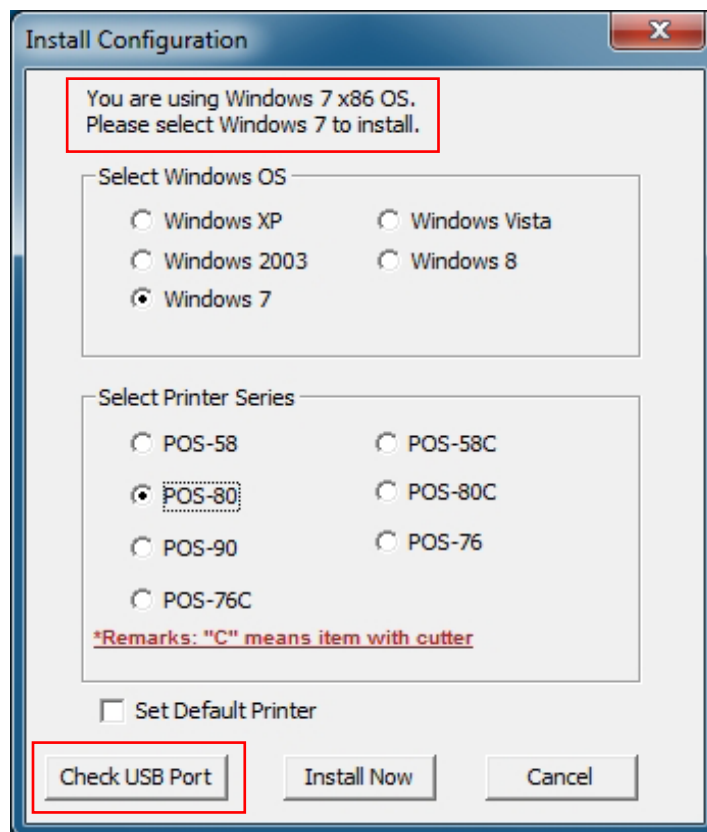 Install Configuration
You are using Windows 7 x86 OS.
Please select Windows 7 to install.
Select Windows OS
Windows XP
Windows Vista
Windows 2003
Windows 8
Windows 7
Select Printer Series
POS-58
POS-58C
POS-80
POS-80C
POS-90
POS-76
POS-76C
*Remarks: "C" means item with cutter
Set Default Printer
Check USB Port
Install Now
Cancel